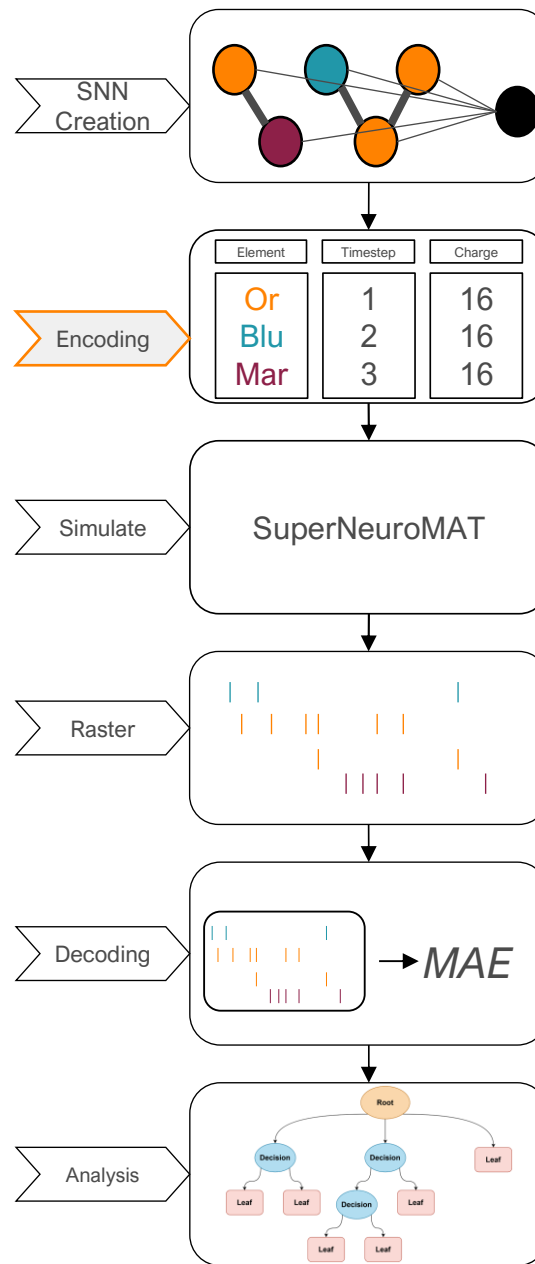 SNN
Creation
Element Timestep Charge
Or 1 16
Blu 2 16
Mar 3 16
Encoding
Simulate
SuperNeuroMAT
Raster
Decoding
MAE
Analysis
Root
Decision Decision Leaf
Leaf Leaf Decision Leaf
Leaf Leaf